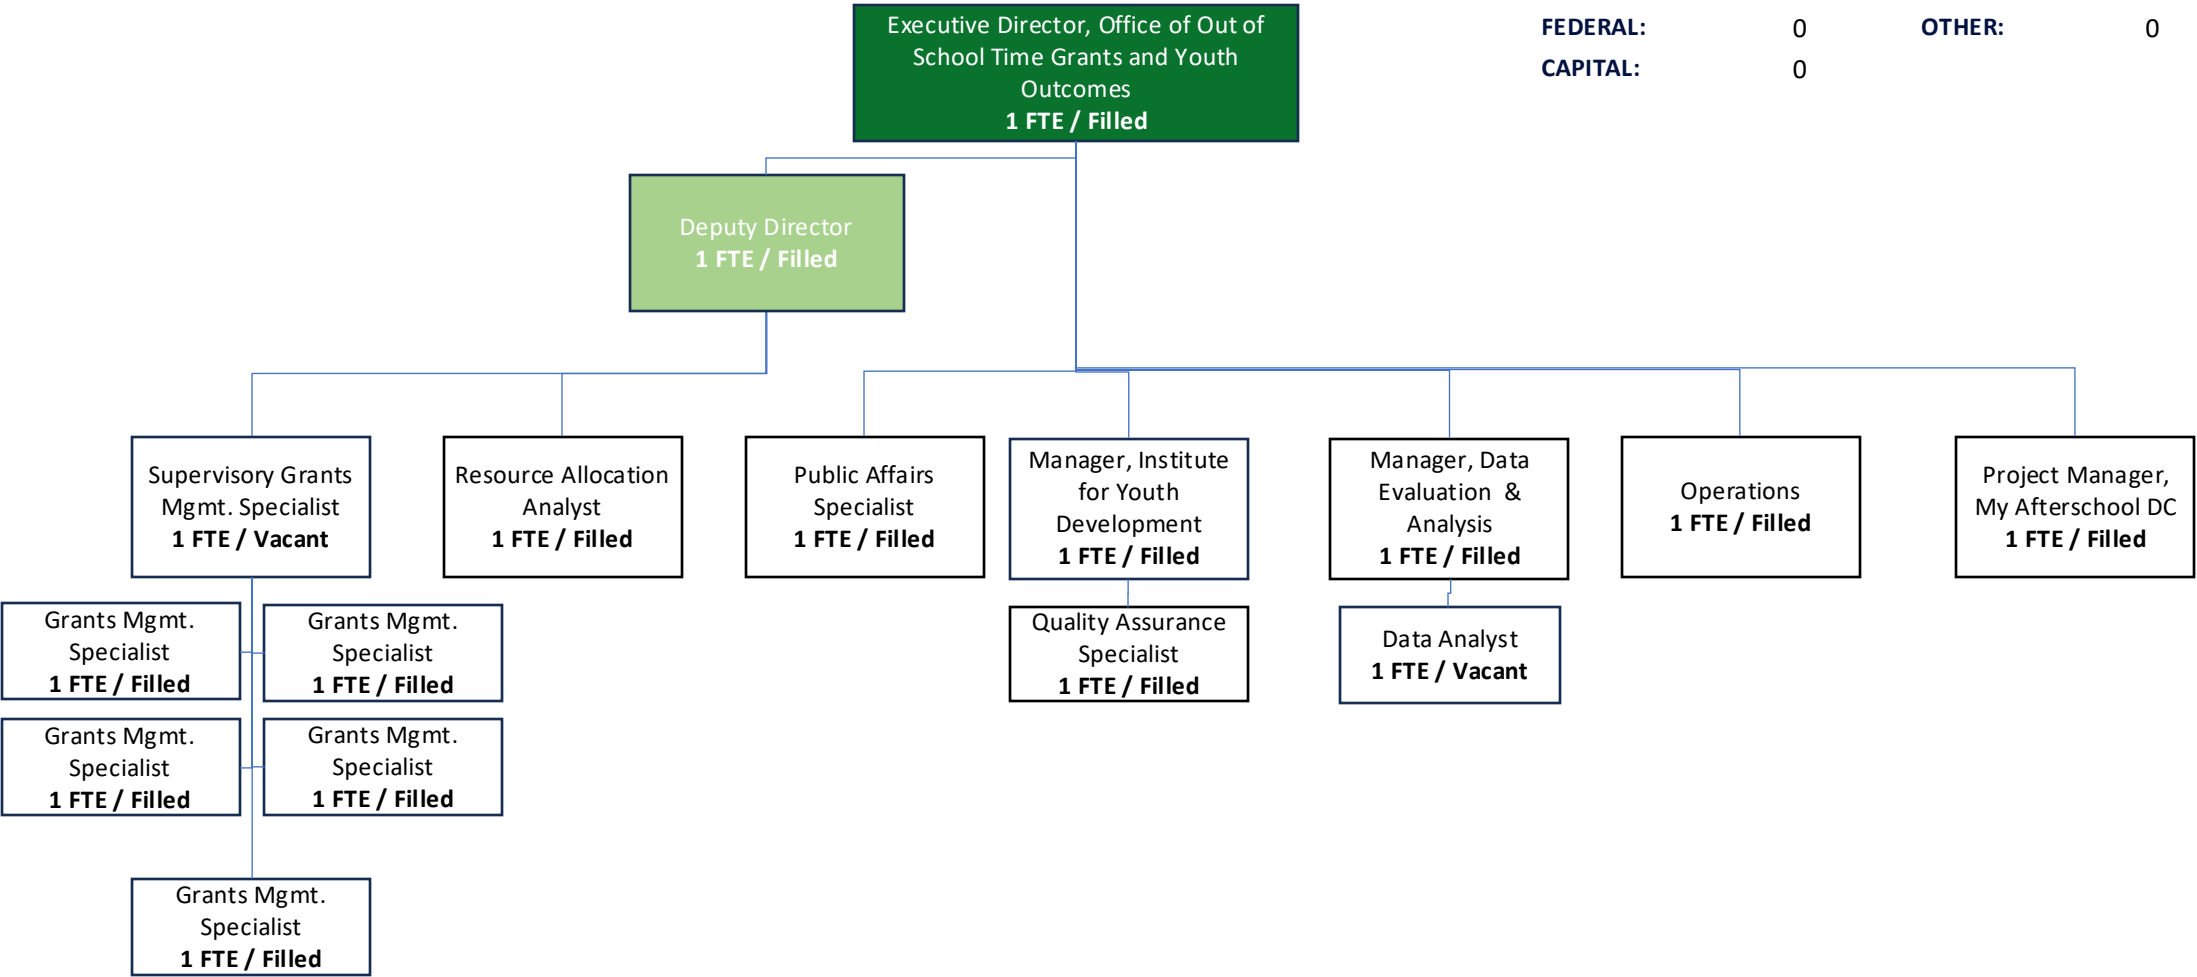 Executive Director, Office of Out of
School Time Grants and Youth
Outcomes
1 FTE / Filled
FEDERAL: 0 OTHER: 0
CAPITAL: 0
Deputy Director
1 FTE / Filled
Supervisory Grants
Mgmt. Specialist
1 FTE / Vacant
Resource Allocation
Analyst
1 FTE / Filled
Public Affairs
Specialist
1 FTE / Filled
Manager, Institute
for Youth
Development
1 FTE / Filled
Manager, Data
Evaluation &
Analysis
1 FTE / Filled
Operations
1 FTE / Filled
Project Manager,
My Afterschool DC
1 FTE / Filled
Grants Mgmt.
Specialist
1 FTE / Filled
Grants Mgmt.
Specialist
1 FTE / Filled
Quality Assurance
Specialist
1 FTE / Filled
Data Analyst
1 FTE / Vacant
Grants Mgmt.
Specialist
1 FTE / Filled
Grants Mgmt.
Specialist
1 FTE / Filled
Grants Mgmt.
Specialist
1 FTE / Filled